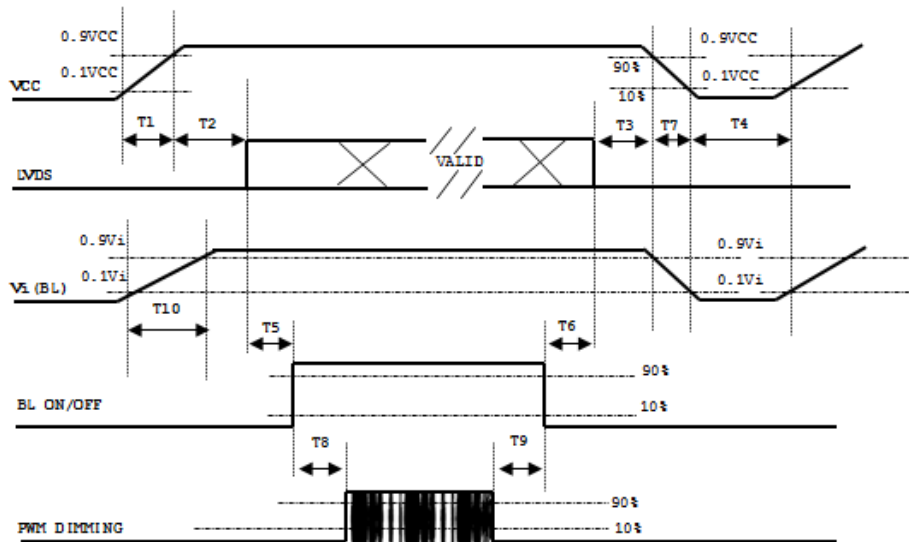 0.9VCC 0.9VCC
90%
0.1VCC 0.1VCC
VCC 10%
T1 T2 T3 T7 T4
VALID
LVDS
0.9Vi 0.9Vi
0.1Vi 0.1Vi
Vi(BL)
T10
T5 T6
90%
BL ON/OFF 10%
T8 T9
90%
PWM DIMMING 10%